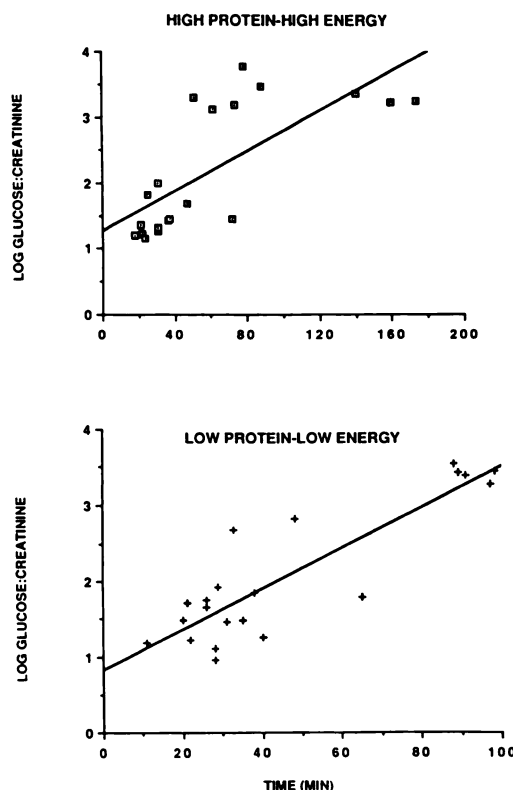 HIGH PROTEIN-HIGH ENERGY
4
3
2
1
0
LOG GLUCOSE:CREATININE
0 40 80 120 160 200
LOW PROTEIN-LOW ENERGY
4
3
2
1
0
LOG GLUCOSE:CREATININE
0 20 40 60 80 100
TIME (MIN)